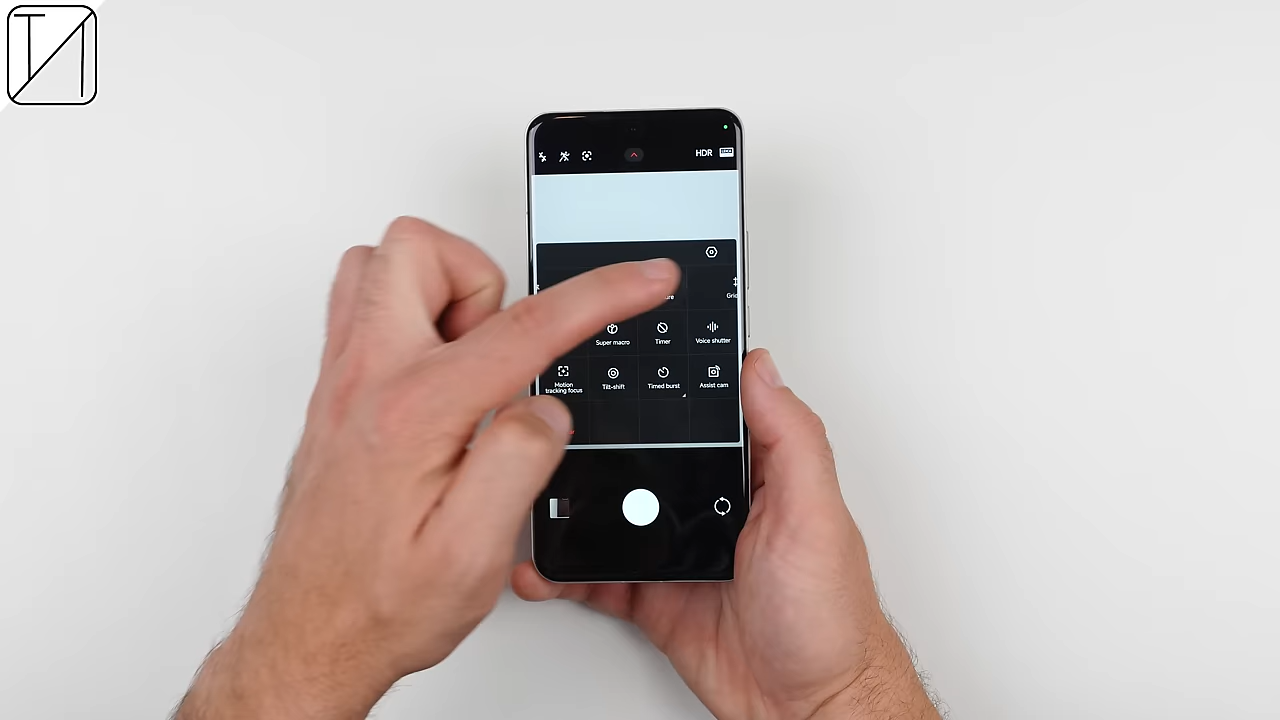 HDR
Super macro
Timer
Voice shutter
Motion
tracking focus
Tilt-shift
Timed burst
Assist cam